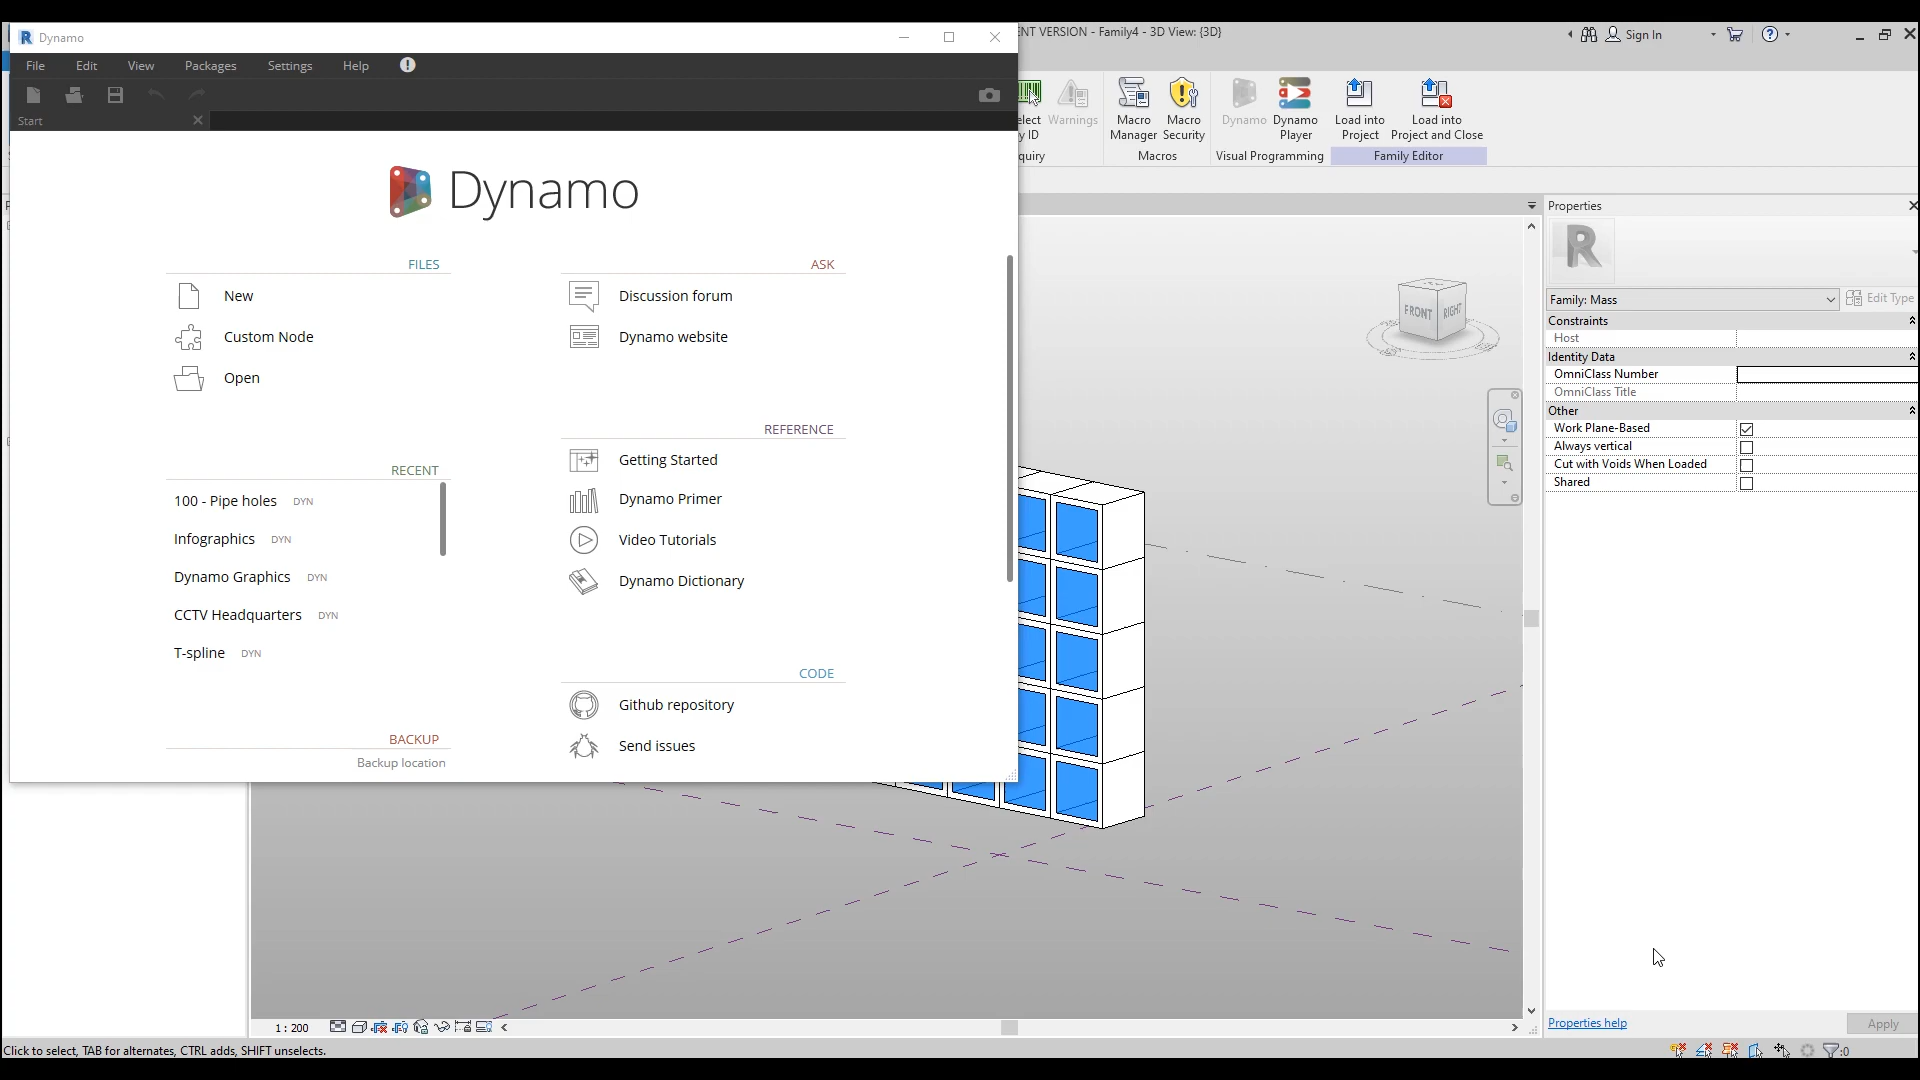 Dynamo
File Edit View Packages Settings Help
Start
Dynamo
FILES
New
Custom Node
Open
RECENT
100 - Pipe holes DYN
Infographics DYN
Dynamo Graphics DYN
CCTV Headquarters DYN
T-spline DYN
BACKUP
Backup location
ASK
Discussion forum
Dynamo website
REFERENCE
Getting Started
Dynamo Primer
Video Tutorials
Dynamo Dictionary
CODE
Github repository
Send issues
VERSION - Family4 - 3D View: {3D}
Sign In
Warnings
ID
Macro Manager
Macro Security
Macros
Dynamo
Dynamo Player
Visual Programming
Load into Project
Load into Project and Close
Family Editor
FRONT RIGHT
Properties
R
Family: Mass
Edit Type
Constraints
Host
Identity Data
OmniClass Number
OmniClass Title
Other
Work Plane-Based
Always vertical
Cut with Voids When Loaded
Shared
Properties help
Apply
1 : 200
Click to select, TAB for alternates, CTRL adds, SHIFT unselects.
:0